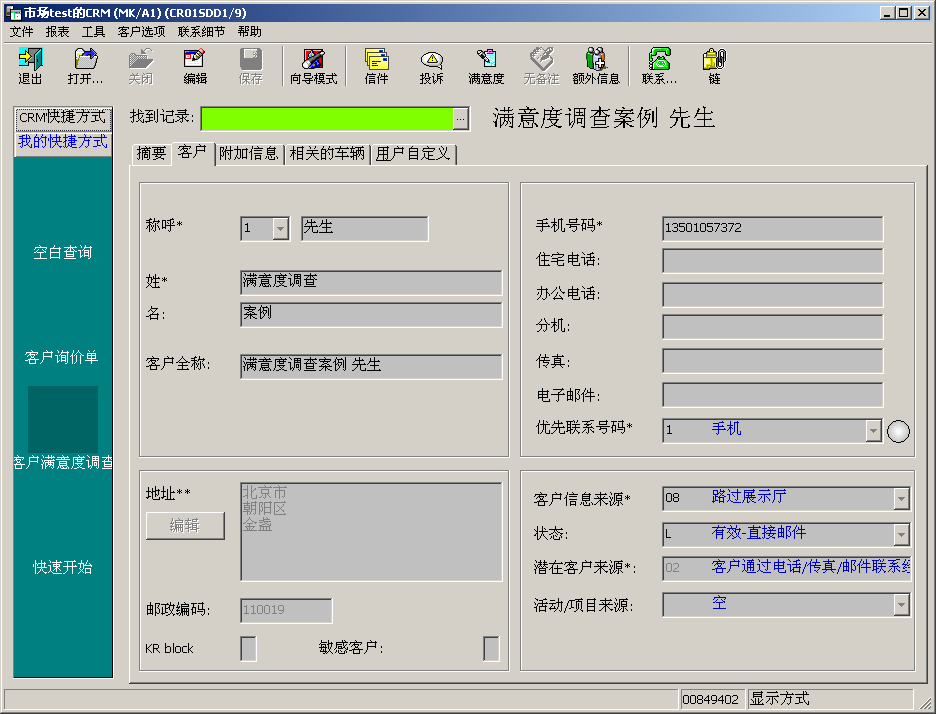 市场test的CRM (MK/A1) (CR01SDD1/9)
文件 报表 工具 客户选项 联系细节 帮助
退出 打开... 关闭 编辑 保存 向导模式 信件 投诉 满意度 无备注 额外信息 联系... 链
CRM快捷方式
我的快捷方式
空白查询
客户询价单
客户满意度调查
快速开始
找到记录: ... 满意度调查案例 先生
摘要 客户 附加信息 相关的车辆 用户自定义
称呼* 1 先生
姓* 满意度调查
名: 案例
客户全称: 满意度调查案例 先生
手机号码* 13501057372
住宅电话:
办公电话:
分机:
传真:
电子邮件:
优先联系号码* 1 手机
地址** 北京市
朝阳区
金盏
编辑
邮政编码: 110019
KR block 敏感客户:
客户信息来源* 08 路过展示厅
状态: L 有效-直接邮件
潜在客户来源*: 02 客户通过电话/传真/邮件联系经
活动/项目来源: 空
00849402 显示方式